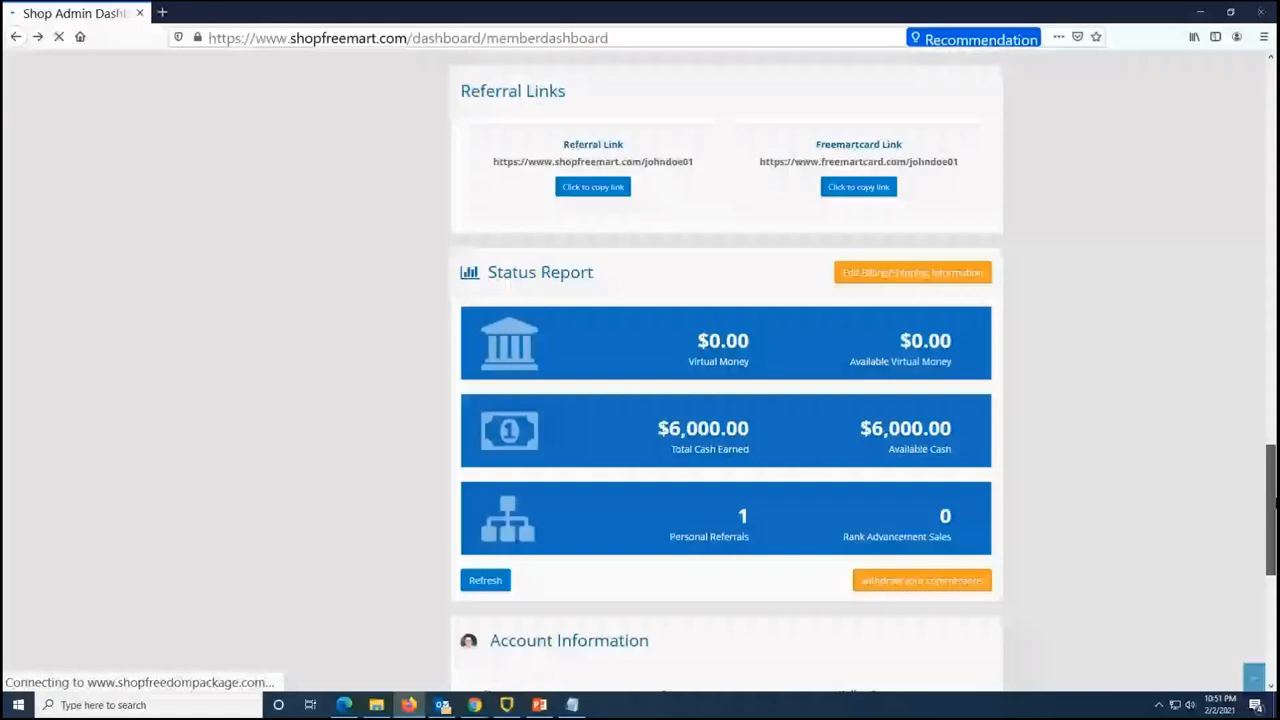 Shop Admin Dashb
https://www.shopfreemart.com/dashboard/memberdashboard
Recommendation
Referral Links
Referral Link
Freemartcard Link
https://www.shopfreemart.com/johndoe01
https://www.freemartcard.com/johndoe01
Click to copy link
Click to copy link
Status Report
Edit Billing/Shipping Information
$0.00
$0.00
Virtual Money
Available Virtual Money
$6,000.00
$6,000.00
Total Cash Earned
Available Cash
1
0
Personal Referrals
Rank Advancement Sales
Refresh
withdraw your commissions
Account Information
Connecting to www.shopfreedompackage.com...
Type here to search
10:51 PM
2/2/2021